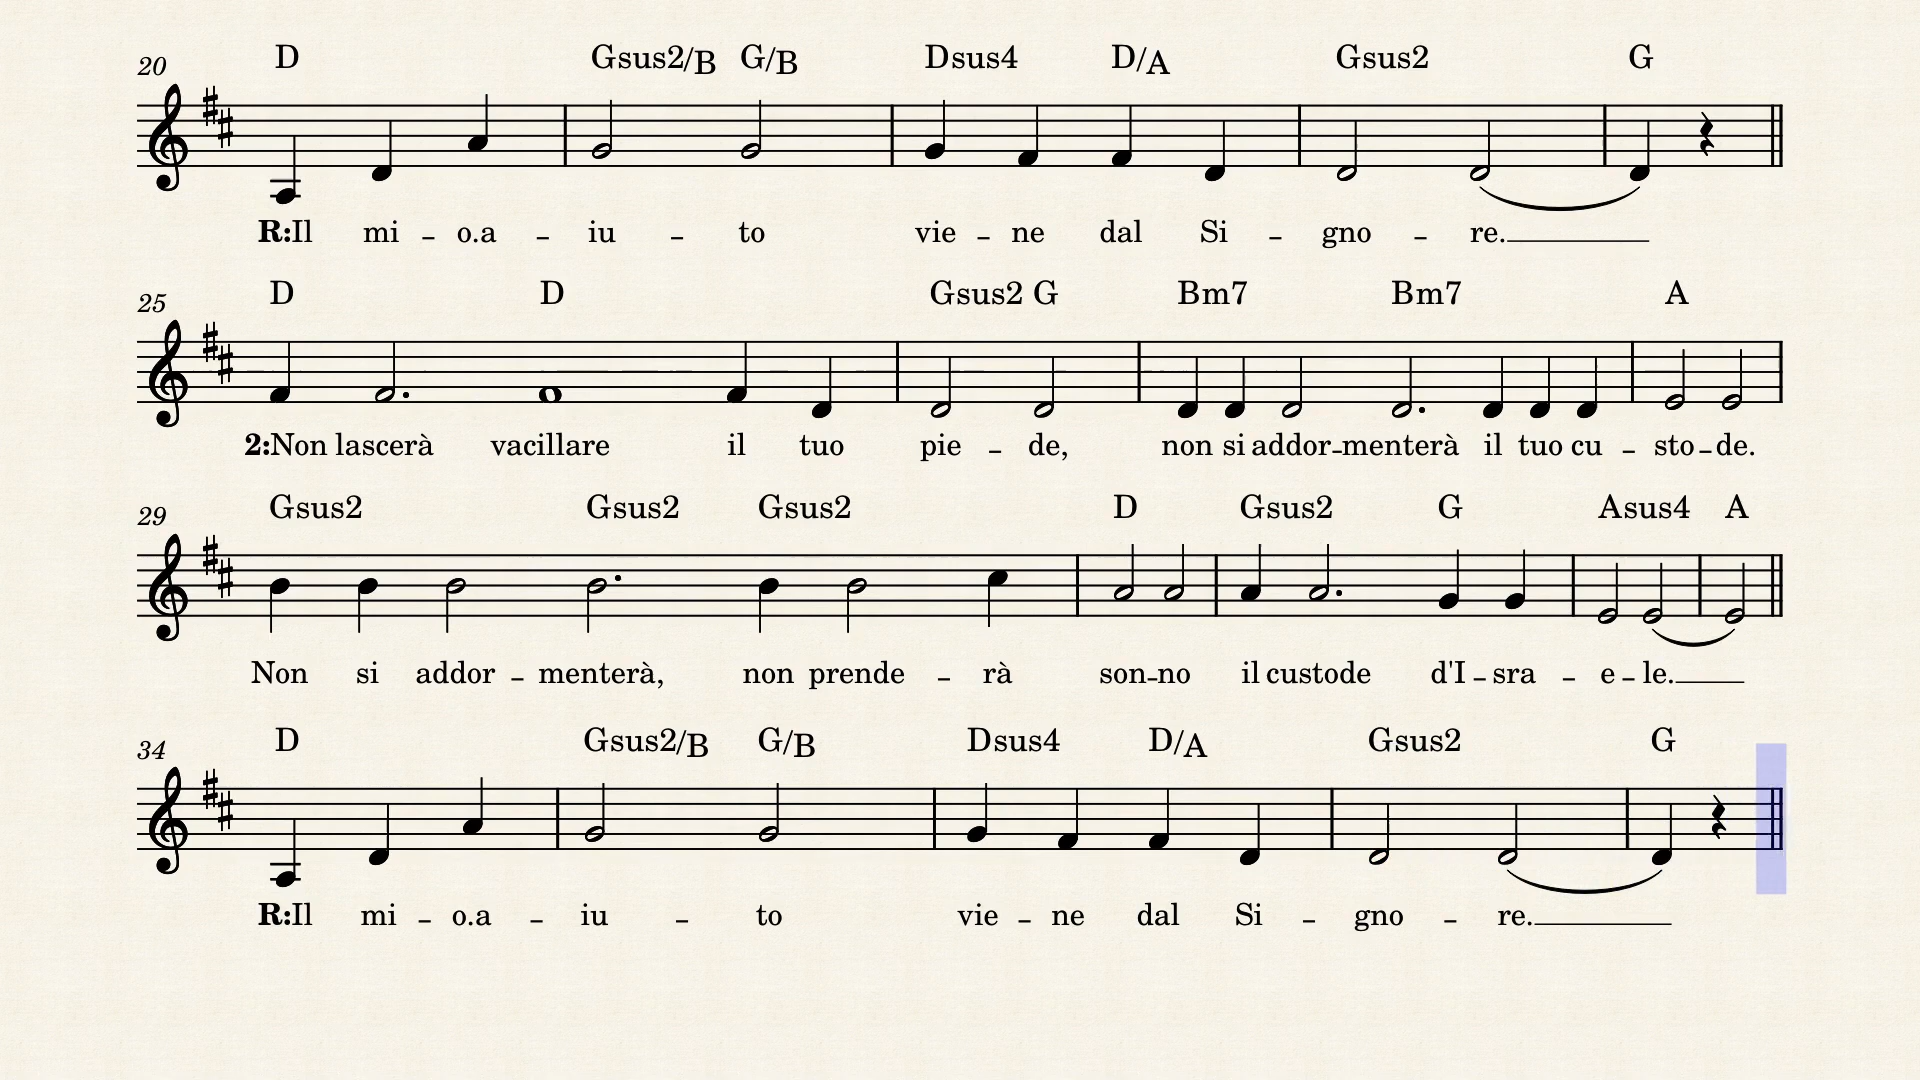 20 D Gsus2/B G/B Dsus4 D/A Gsus2 G
R:Il mi - o.a - iu - to vie - ne dal Si - gno - re.
25 D D Gsus2 G Bm7 Bm7 A
2:Non lascerà vacillare il tuo pie - de, non si addor-menterà il tuo cu - sto-de.
29 Gsus2 Gsus2 Gsus2 D Gsus2 G Asus4 A
Non si addor - menterà, non prende - rà son-no il custode d'I - sra - e - le.
34 D Gsus2/B G/B Dsus4 D/A Gsus2 G
R:Il mi - o.a - iu - to vie - ne dal Si - gno - re.